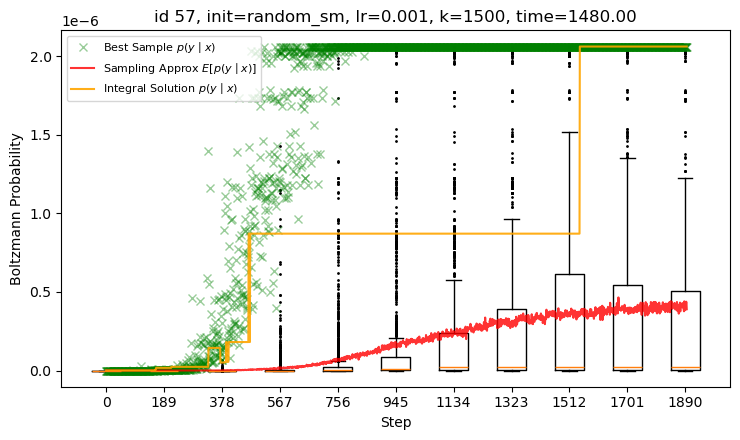 id 57, init=random_sm, lr=0.001, k=1500, time=1480.00
1e−6
Best Sample p(y | x)
Sampling Approx E[p(y | x)]
Integral Solution p(y | x)
2.0
1.5
1.0
0.5
0.0
Boltzmann Probability
0 189 378 567 756 945 1134 1323 1512 1701 1890
Step